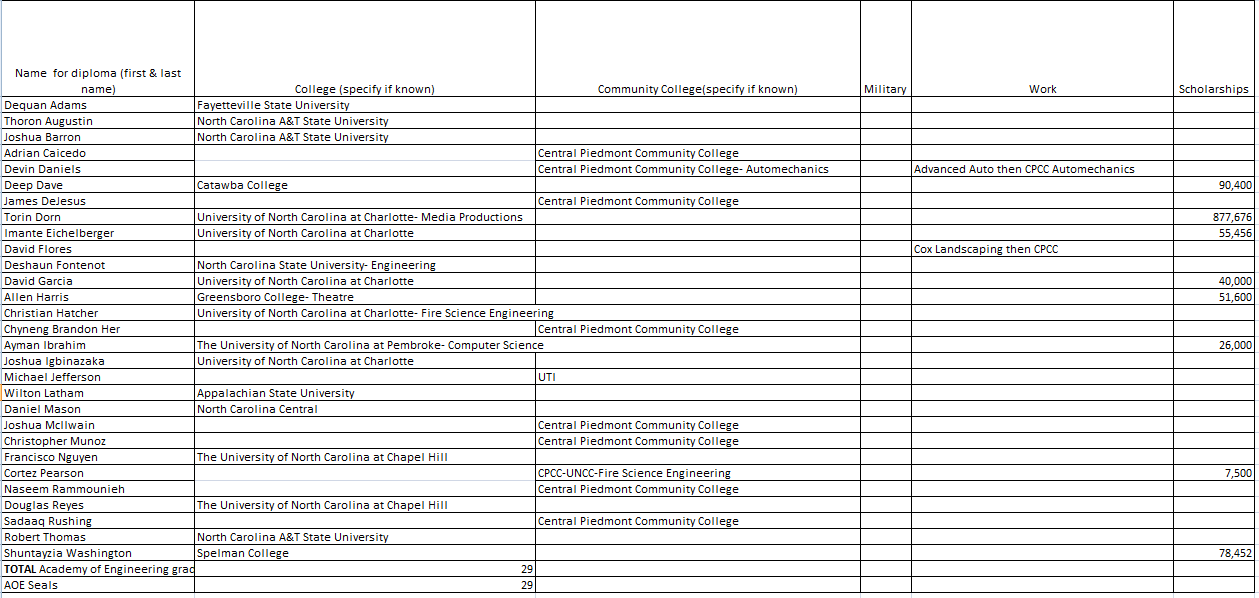 Name for diploma (first & last name) College (specify if known) Community College(specify if known) Military Work Scholarships
Dequan Adams Fayetteville State University
Thoron Augustin North Carolina A&T State University
Joshua Barron North Carolina A&T State University
Adrian Caicedo Central Piedmont Community College
Devin Daniels Central Piedmont Community College- Automechanics Advanced Auto then CPCC Automechanics
Deep Dave Catawba College 90,400
James DeJesus Central Piedmont Community College
Torin Dorn University of North Carolina at Charlotte- Media Productions 877,676
Imante Eichelberger University of North Carolina at Charlotte 55,456
David Flores Cox Landscaping then CPCC
Deshaun Fontenot North Carolina State University- Engineering
David Garcia University of North Carolina at Charlotte 40,000
Allen Harris Greensboro College- Theatre 51,600
Christian Hatcher University of North Carolina at Charlotte- Fire Science Engineering
Chyneng Brandon Her Central Piedmont Community College
Ayman Ibrahim The University of North Carolina at Pembroke- Computer Science 26,000
Joshua Igbinazaka University of North Carolina at Charlotte
Michael Jefferson UTI
Wilton Latham Appalachian State University
Daniel Mason North Carolina Central
Joshua McIlwain Central Piedmont Community College
Christopher Munoz Central Piedmont Community College
Francisco Nguyen The University of North Carolina at Chapel Hill
Cortez Pearson CPCC-UNCC-Fire Science Engineering 7,500
Naseem Rammounieh Central Piedmont Community College
Douglas Reyes The University of North Carolina at Chapel Hill
Sadaaq Rushing Central Piedmont Community College
Robert Thomas North Carolina A&T State University
Shuntayzia Washington Spelman College 78,452
TOTAL Academy of Engineering grad 29
AOE Seals 29